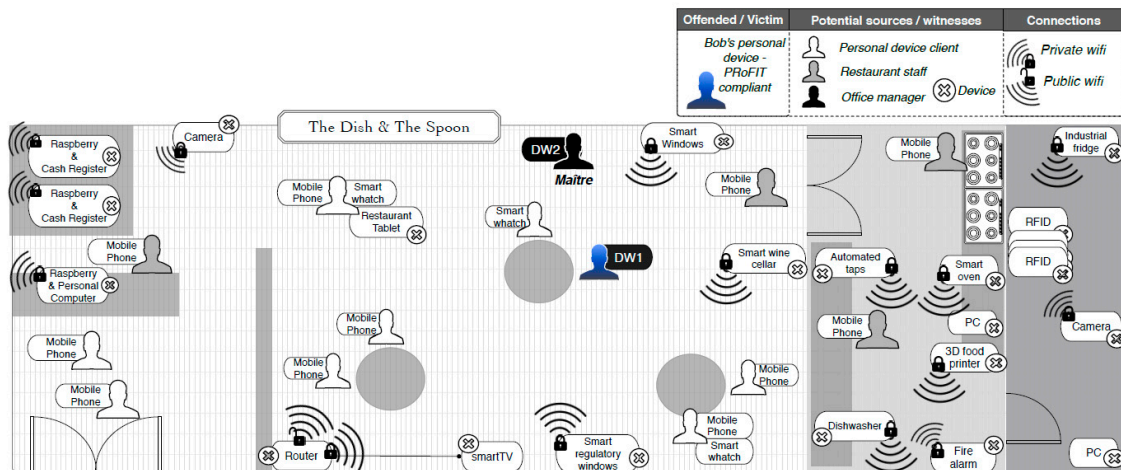 Offended / Victim
Potential sources / witnesses
Connections
Bob's personal
device -
PRoFIT
compliant
Personal device client
Restaurant staff
Office manager
Device
Private wifi
Public wifi
The Dish & The Spoon
Raspberry
&
Cash Register
Raspberry
&
Cash Register
Camera
Mobile
Phone
Smart
whatch
Restaurant
Tablet
DW2
Maître
Smart
Windows
Mobile
Phone
Mobile
Phone
Industrial
fridge
Smart
whatch
DW1
Mobile
Phone
Raspberry
& Personal
Computer
Smart wine
cellar
Automated
taps
Smart
oven
RFID
RFID
Mobile
Phone
Mobile
Phone
Mobile
Phone
Mobile
Phone
Mobile
Phone
Mobile
Phone
Mobile
Phone
Smart
whatch
PC
3D food
printer
Camera
Router
smartTV
Smart
regulatory
windows
Dishwasher
Fire
alarm
PC